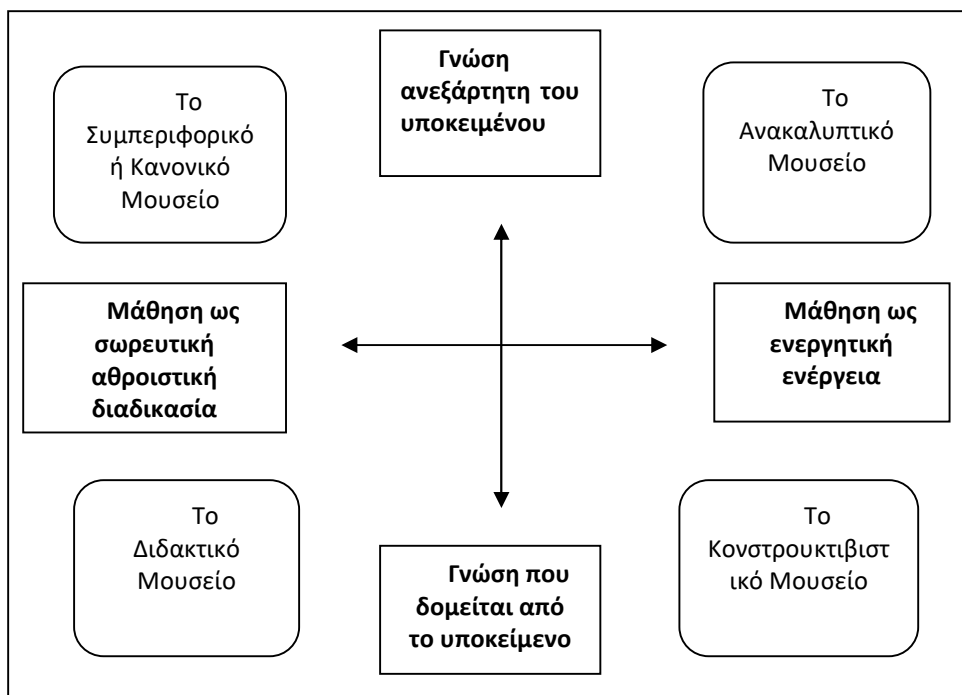 Γνώση
ανεξάρτητη του
υποκειμένου
Το
Συμπεριφορικό
ή Κανονικό
Μουσείο
Το
Ανακαλυπτικό
Μουσείο
Μάθηση ως
σωρευτική
αθροιστική
διαδικασία
Μάθηση ως
ενεργητική
ενέργεια
Το
Διδακτικό
Μουσείο
Γνώση που
δομείται από
το υποκείμενο
Το
Κονστρουκτιβιστ
ικό Μουσείο